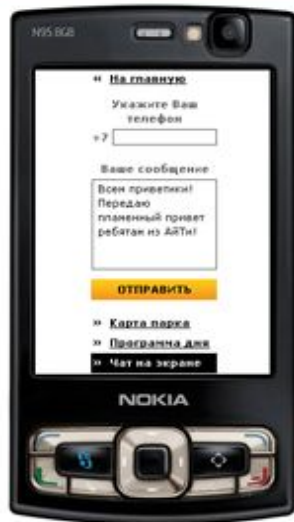 N95 8GB
« На главную
Укажите Ваш
телефон
+7
Ваше сообщение
Всем приветики!
Передаю
пламенный привет
ребятам из АйТи!
ОТПРАВИТЬ
» Карта парка
» Программа дня
» Чат на экране
NOKIA